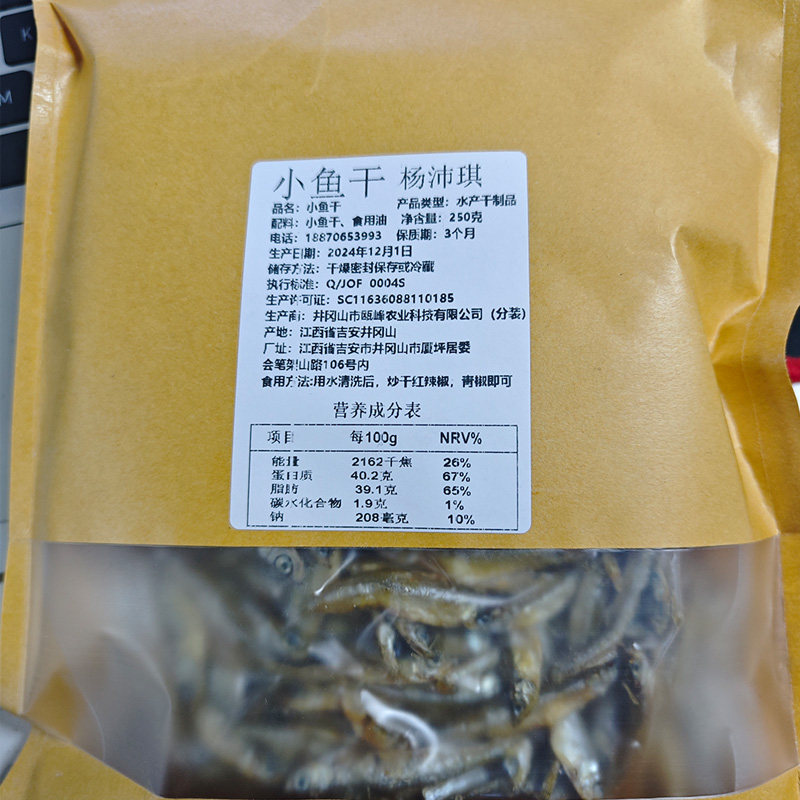 K
M
小鱼干 杨沛琪
品名：小鱼干 产品类型：水产干制品
配料：小鱼干、食用油 净含量：250克
电话：18870653993 保质期：3个月
生产日期：2024年12月1日
储存方法：干燥密封保存或冷藏
执行标准：Q/JOF 0004S
生产许可证：SC11636088110185
生产商：井冈山市瓯峰农业科技有限公司（分装）
产地：江西省吉安井冈山
厂址：江西省吉安市井冈山市厦坪居委
会笔架山路106号内
食用方法:用水清洗后，炒干红辣椒，青椒即可
营养成分表
项目 每100g NRV%
能量 2162千焦 26%
蛋白质 40.2克 67%
脂肪 39.1克 65%
碳水化合物 1.9克 1%
钠 208毫克 10%